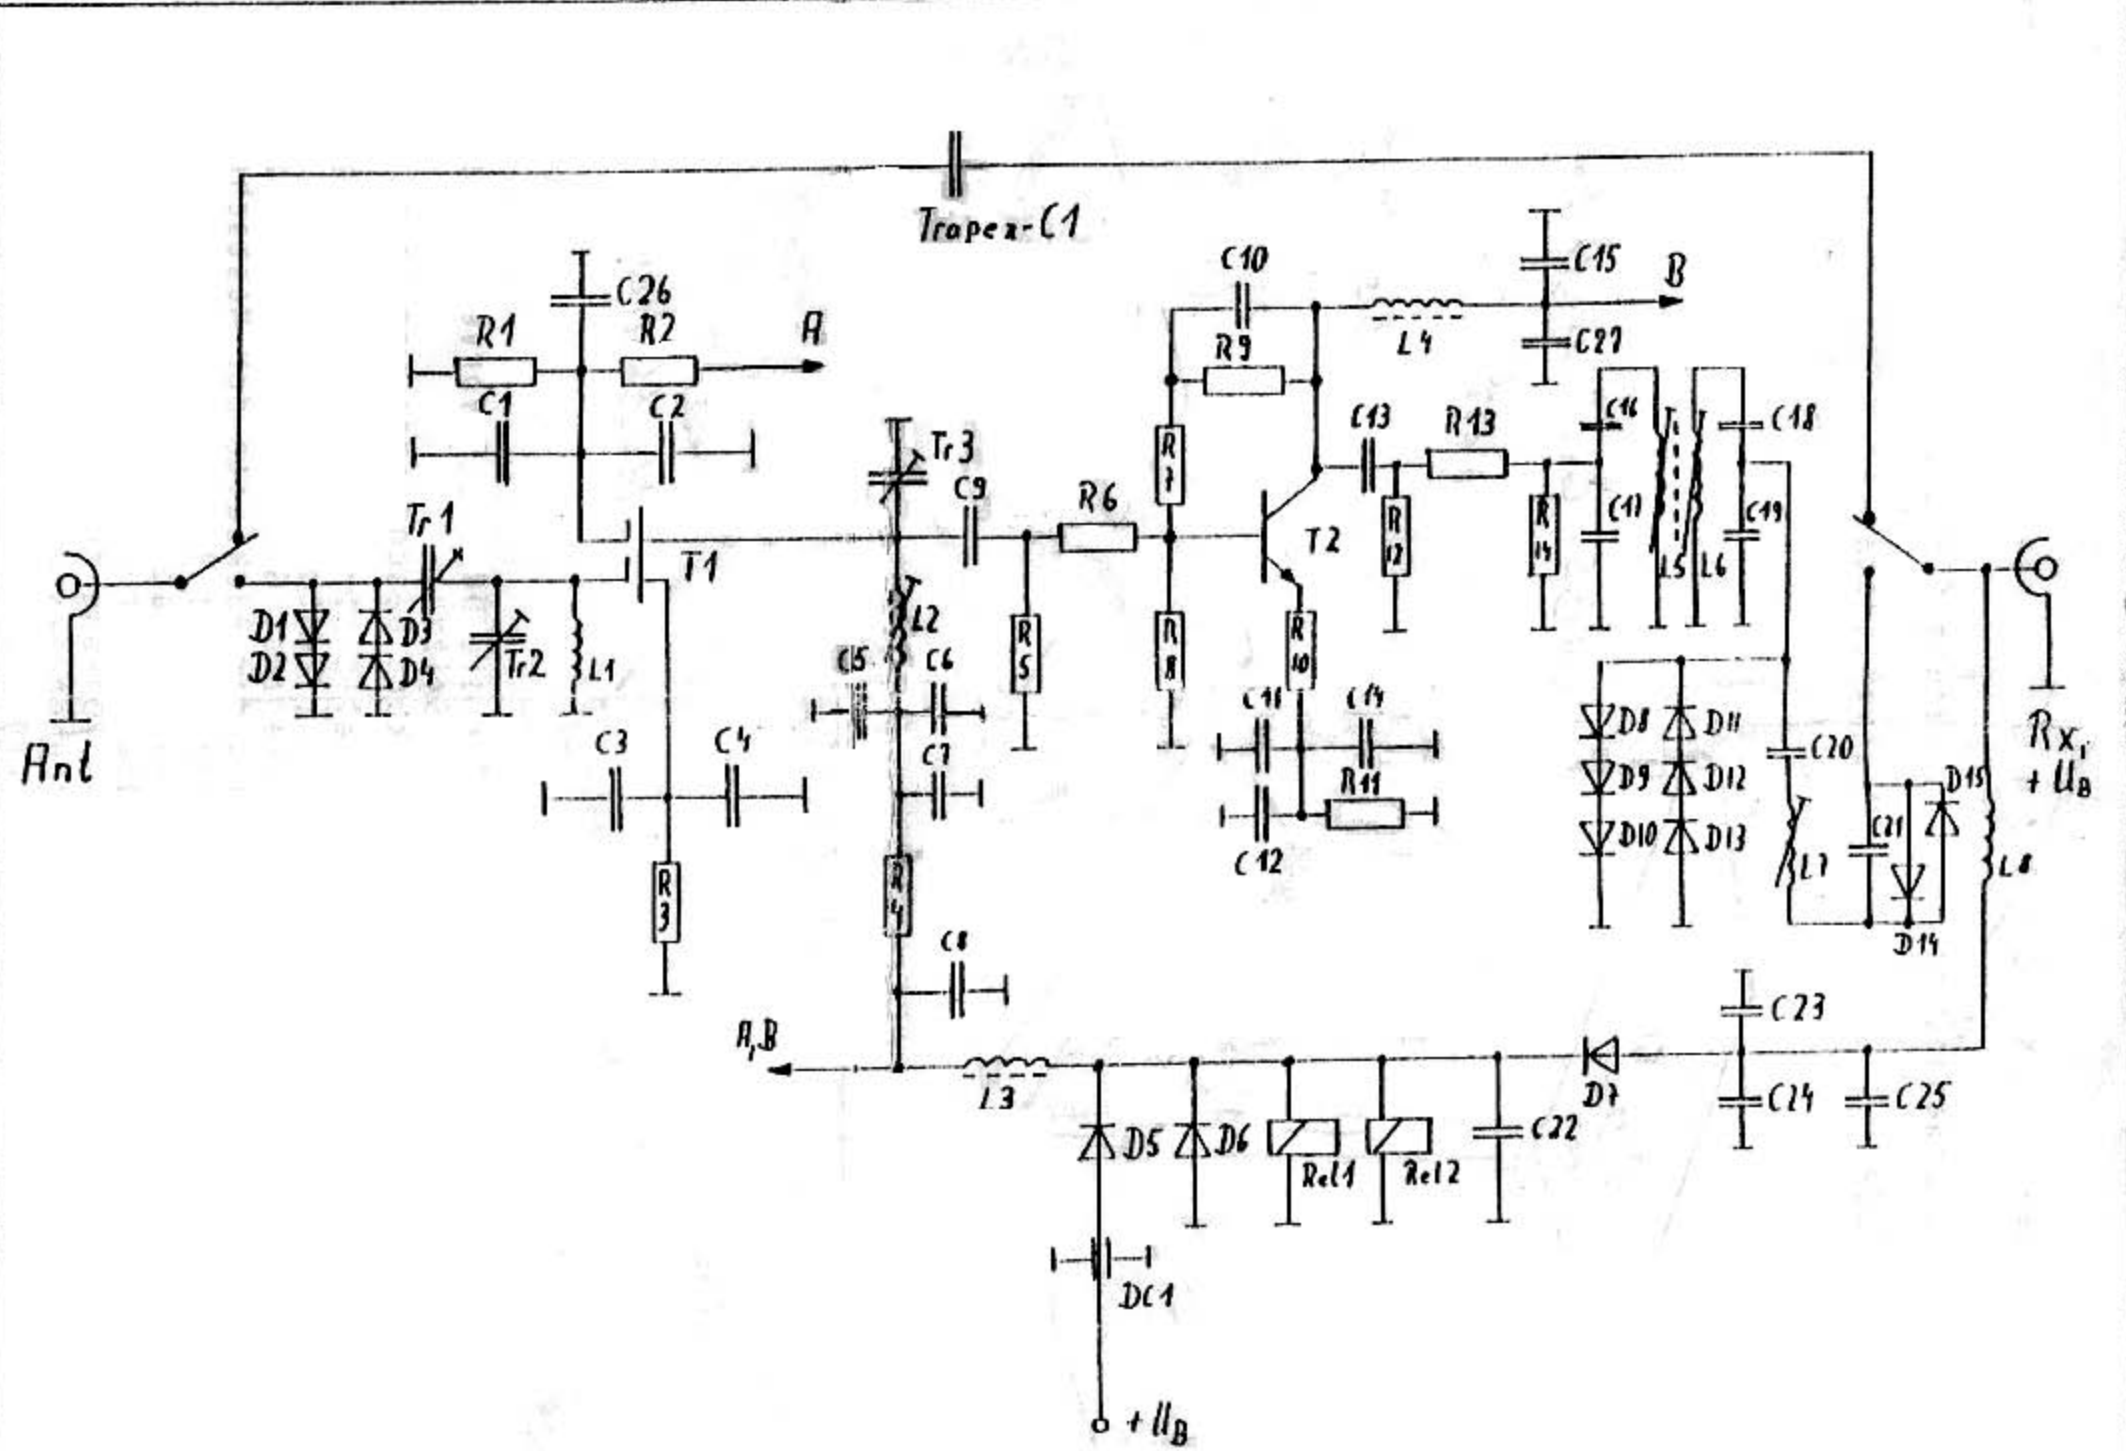 Trapez-C1
C10
C15
B
C26
R1
R2
A
R9
L4
C27
C1
C2
Tr3
C13
R13
C16
C18
R7
C9
R6
Tr1
T1
T2
R12
R14
C17
C19
L5
L6
D1
D3
D2
D4
Tr2
L1
L2
C5
C6
R5
R8
R10
Ant
C3
C4
C7
C11
C14
D8
D11
C20
Rx,
+UB
D15
D9
D12
R11
C12
D10
D13
L7
C21
L8
R3
R4
C8
D14
A,B
L3
C23
D7
C24
C25
D5
D6
Rel1
Rel2
C22
DC1
+UB